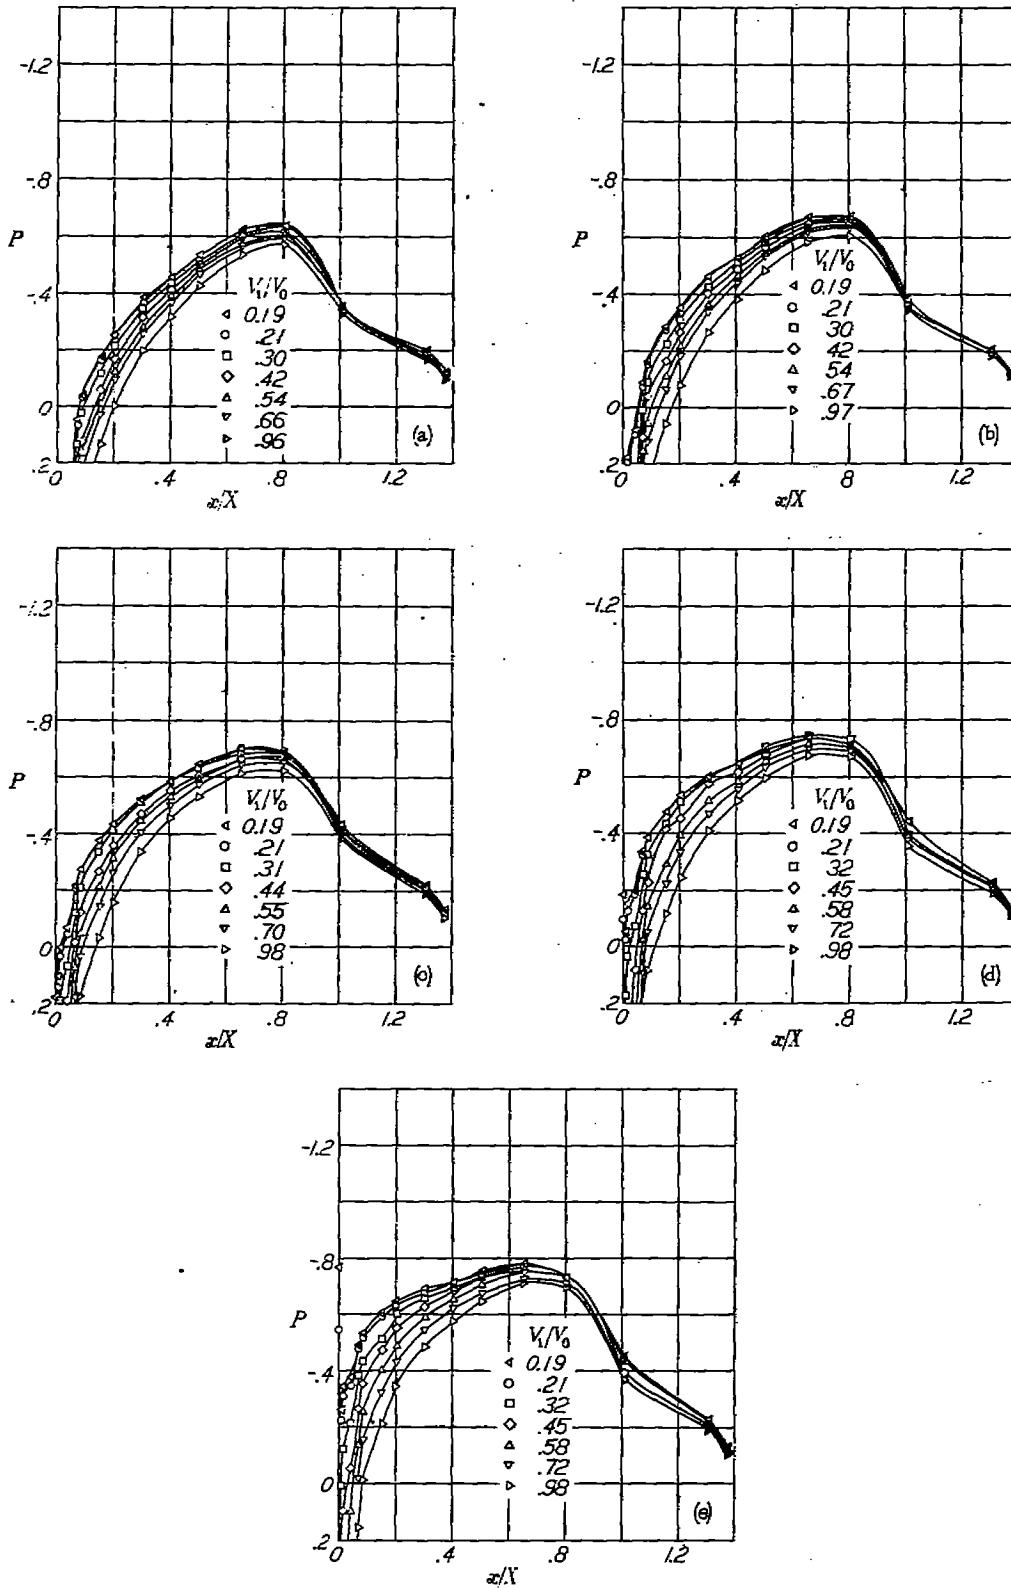 -1.2
-.8
P
-.4
0
.2
V₁/V₀
0.19
.21
.30
.42
.54
.66
.96
(a)
0 .4 .8 1.2
x/X
-1.2
-.8
P
-.4
0
.2
V₁/V₀
0.19
.21
.30
.42
.54
.67
.97
(b)
0 .4 .8 1.2
x/X
-1.2
-.8
P
-.4
0
.2
V₁/V₀
0.19
.21
.31
.44
.55
.70
.98
(c)
0 .4 .8 1.2
x/X
-1.2
-.8
P
-.4
0
.2
V₁/V₀
0.19
.21
.32
.45
.58
.72
.98
(d)
0 .4 .8 1.2
x/X
-1.2
-.8
P
-.4
0
.2
V₁/V₀
0.19
.21
.32
.45
.58
.72
.98
(e)
0 .4 .8 1.2
x/X